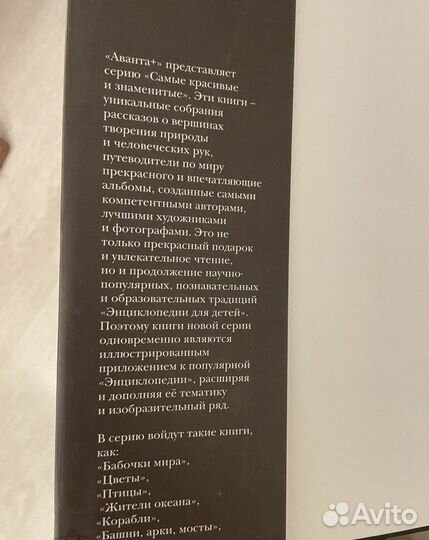 «Аванта+» представляет
серию «Самые красивые
и знаменитые». Эти книги –
уникальные собрания
рассказов о вершинах
творения природы
и человеческих рук,
путеводители по миру
прекрасного и впечатляющие
альбомы, созданные самыми
компетентными авторами,
лучшими художниками
и фотографами. Это не
только прекрасный подарок
и увлекательное чтение,
но и продолжение научно-
популярных, познавательных
и образовательных традиций
«Энциклопедии для детей».
Поэтому книги новой серии
одновременно являются
иллюстрированным
приложением к популярной
«Энциклопедии», расширяя
и дополняя её тематику
и изобразительный ряд.
В серию войдут такие книги,
как:
«Бабочки мира»,
«Цветы»,
«Птицы»,
«Жители океана»,
«Корабли»,
«Башни, арки, мосты»,
Avito